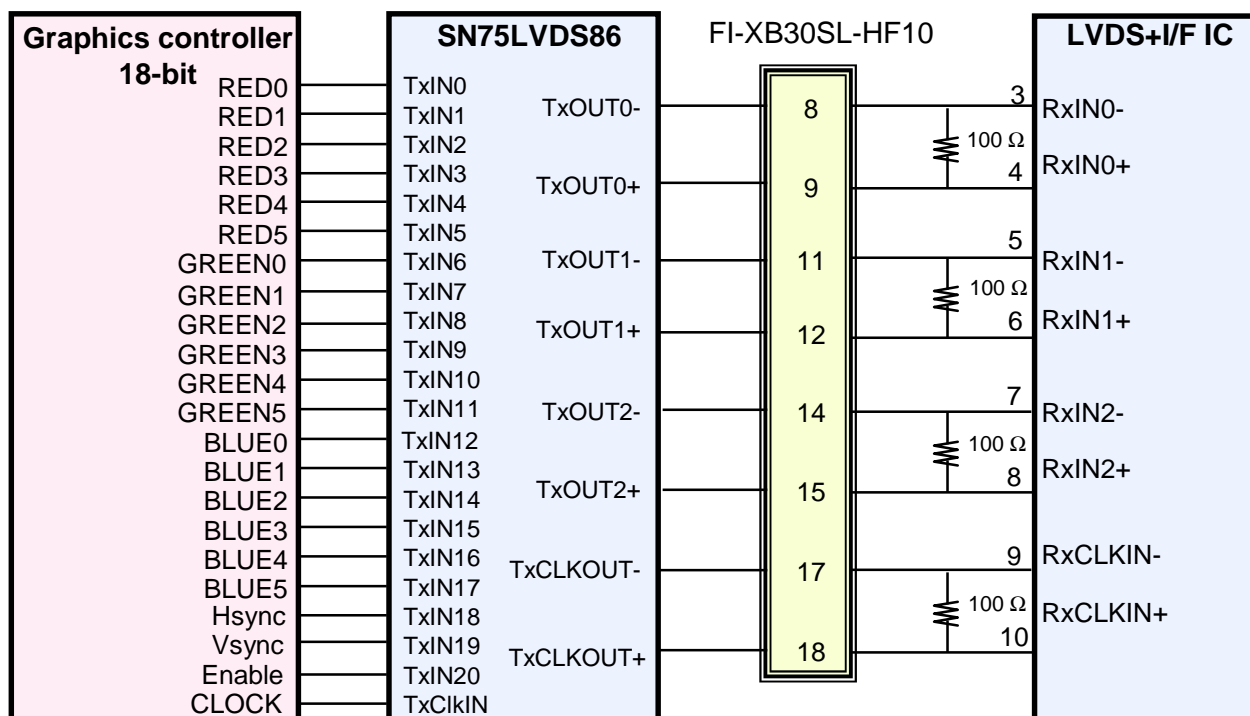 Graphics controller
18-bit
RED0
RED1
RED2
RED3
RED4
RED5
GREEN0
GREEN1
GREEN2
GREEN3
GREEN4
GREEN5
BLUE0
BLUE1
BLUE2
BLUE3
BLUE4
BLUE5
Hsync
Vsync
Enable
CLOCK
SN75LVDS86
TxIN0
TxIN1
TxIN2
TxIN3
TxIN4
TxIN5
TxIN6
TxIN7
TxIN8
TxIN9
TxIN10
TxIN11
TxIN12
TxIN13
TxIN14
TxIN15
TxIN16
TxIN17
TxIN18
TxIN19
TxIN20
TxClkIN
TxOUT0-
TxOUT0+
TxOUT1-
TxOUT1+
TxOUT2-
TxOUT2+
TxCLKOUT-
TxCLKOUT+
FI-XB30SL-HF10
8
9
11
12
14
15
17
18
3
100 Ω
4
5
100 Ω
6
7
100 Ω
8
9
100 Ω
10
LVDS+I/F IC
RxIN0-
RxIN0+
RxIN1-
RxIN1+
RxIN2-
RxIN2+
RxCLKIN-
RxCLKIN+